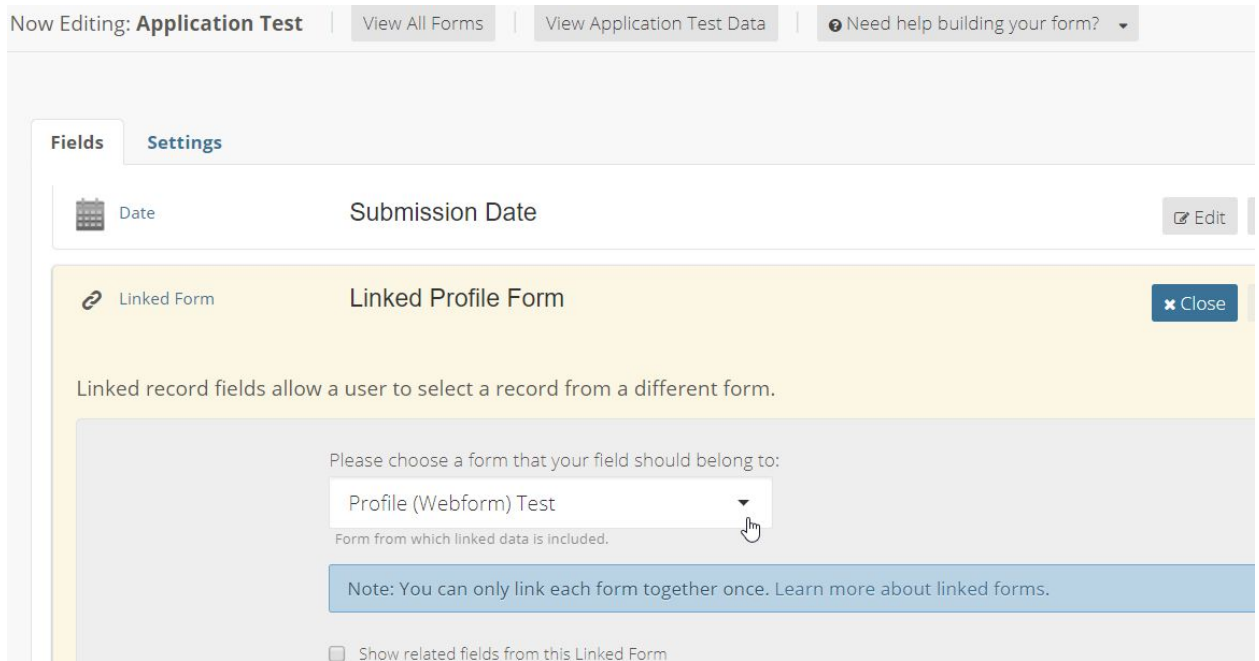 Now Editing: Application Test View All Forms View Application Test Data Need help building your form?
Fields Settings
Date Submission Date Edit
Linked Form Linked Profile Form Close
Linked record fields allow a user to select a record from a different form.
Please choose a form that your field should belong to:
Profile (Webform) Test
Form from which linked data is included.
Note: You can only link each form together once. Learn more about linked forms.
Show related fields from this Linked Form